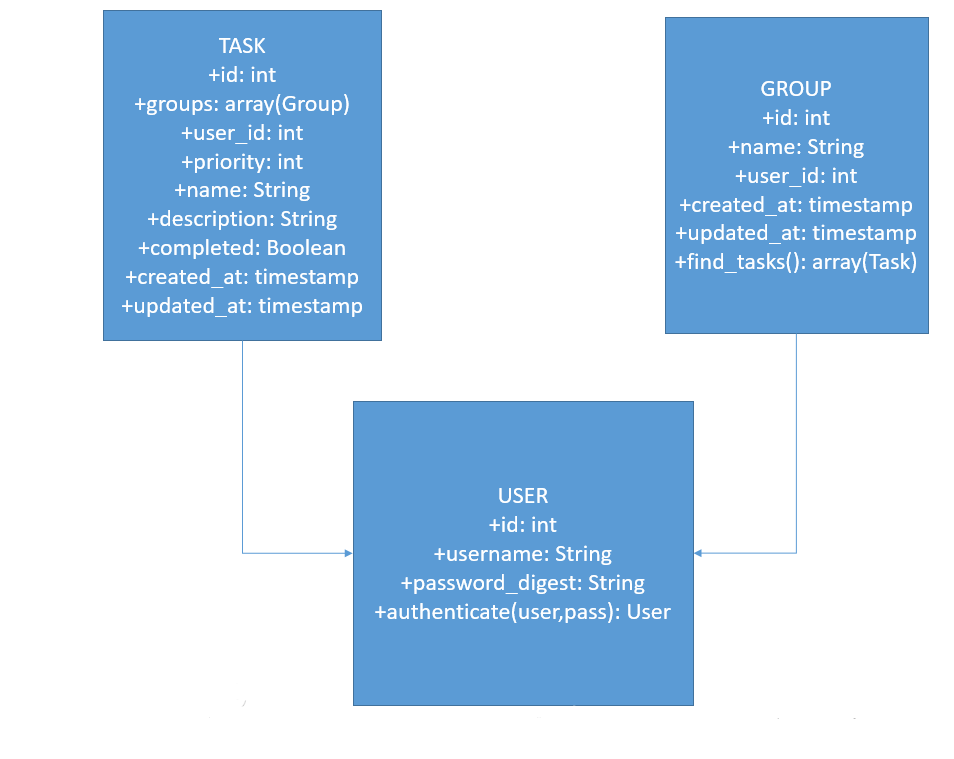 TASK
+id: int
+groups: array(Group)
+user_id: int
+priority: int
+name: String
+description: String
+completed: Boolean
+created_at: timestamp
+updated_at: timestamp
GROUP
+id: int
+name: String
+user_id: int
+created_at: timestamp
+updated_at: timestamp
+find_tasks(): array(Task)
USER
+id: int
+username: String
+password_digest: String
+authenticate(user,pass): User